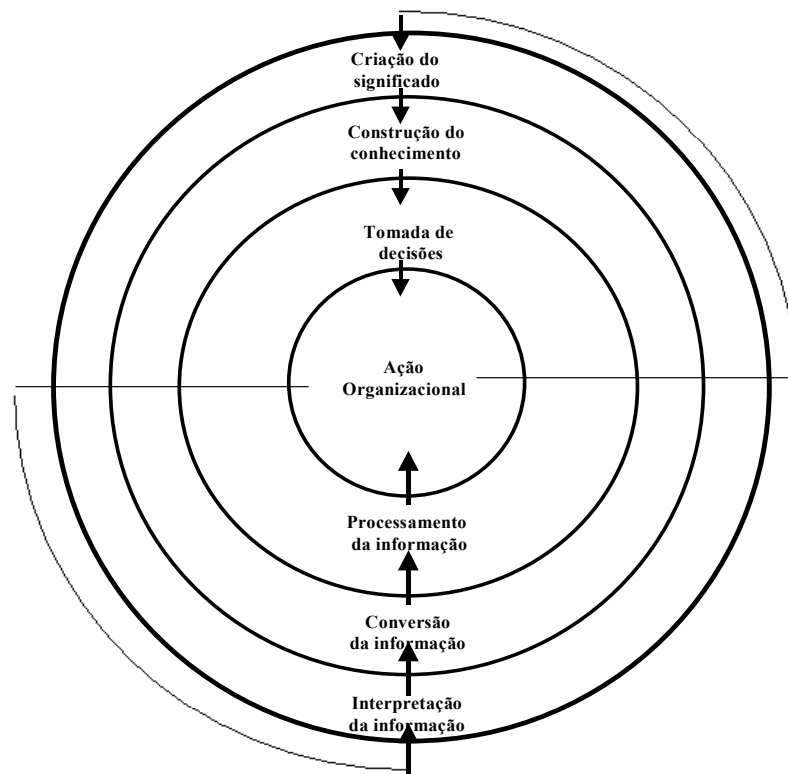 Criação do
significado
Construção do
conhecimento
Tomada de
decisões
Ação
Organizacional
Processamento
da informação
Conversão
da informação
Interpretação
da informação